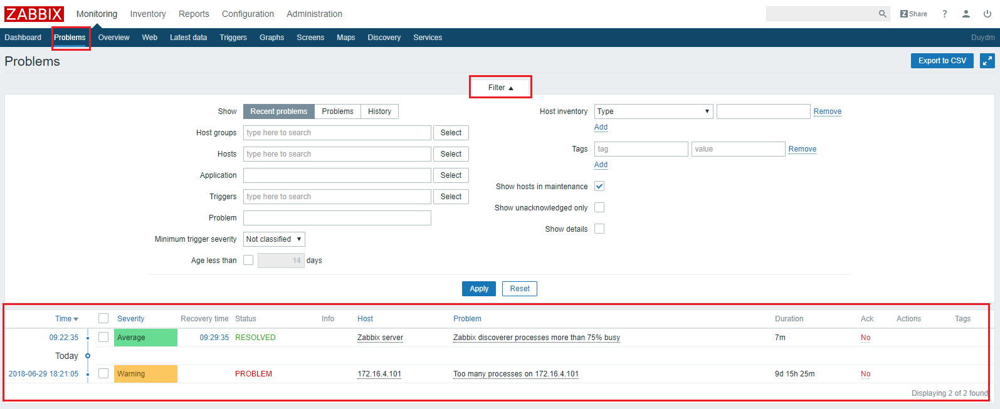 ZABBIX Monitoring Inventory Reports Configuration Administration Z Share ?
Dashboard Problems Overview Web Latest data Triggers Graphs Screens Maps Discovery Services Duydm
Problems Export to CSV
Filter ▲
Show Recent problems Problems History Host inventory Type ▼ Remove
Add
Host groups type here to search Select
Hosts type here to search Select Tags tag value Remove
Add
Application Select
Show hosts in maintenance
Triggers type here to search Select
Show unacknowledged only
Problem
Show details
Minimum trigger severity Not classified ▼
Age less than 14 days
Apply Reset
Time ▼ Severity Recovery time Status Info Host Problem Duration Ack Actions Tags
09:22:35 Average 09:29:35 RESOLVED Zabbix server Zabbix discoverer processes more than 75% busy 7m No
Today
2018-06-29 18:21:05 Warning PROBLEM 172.16.4.101 Too many processes on 172.16.4.101 9d 15h 25m No
Displaying 2 of 2 found